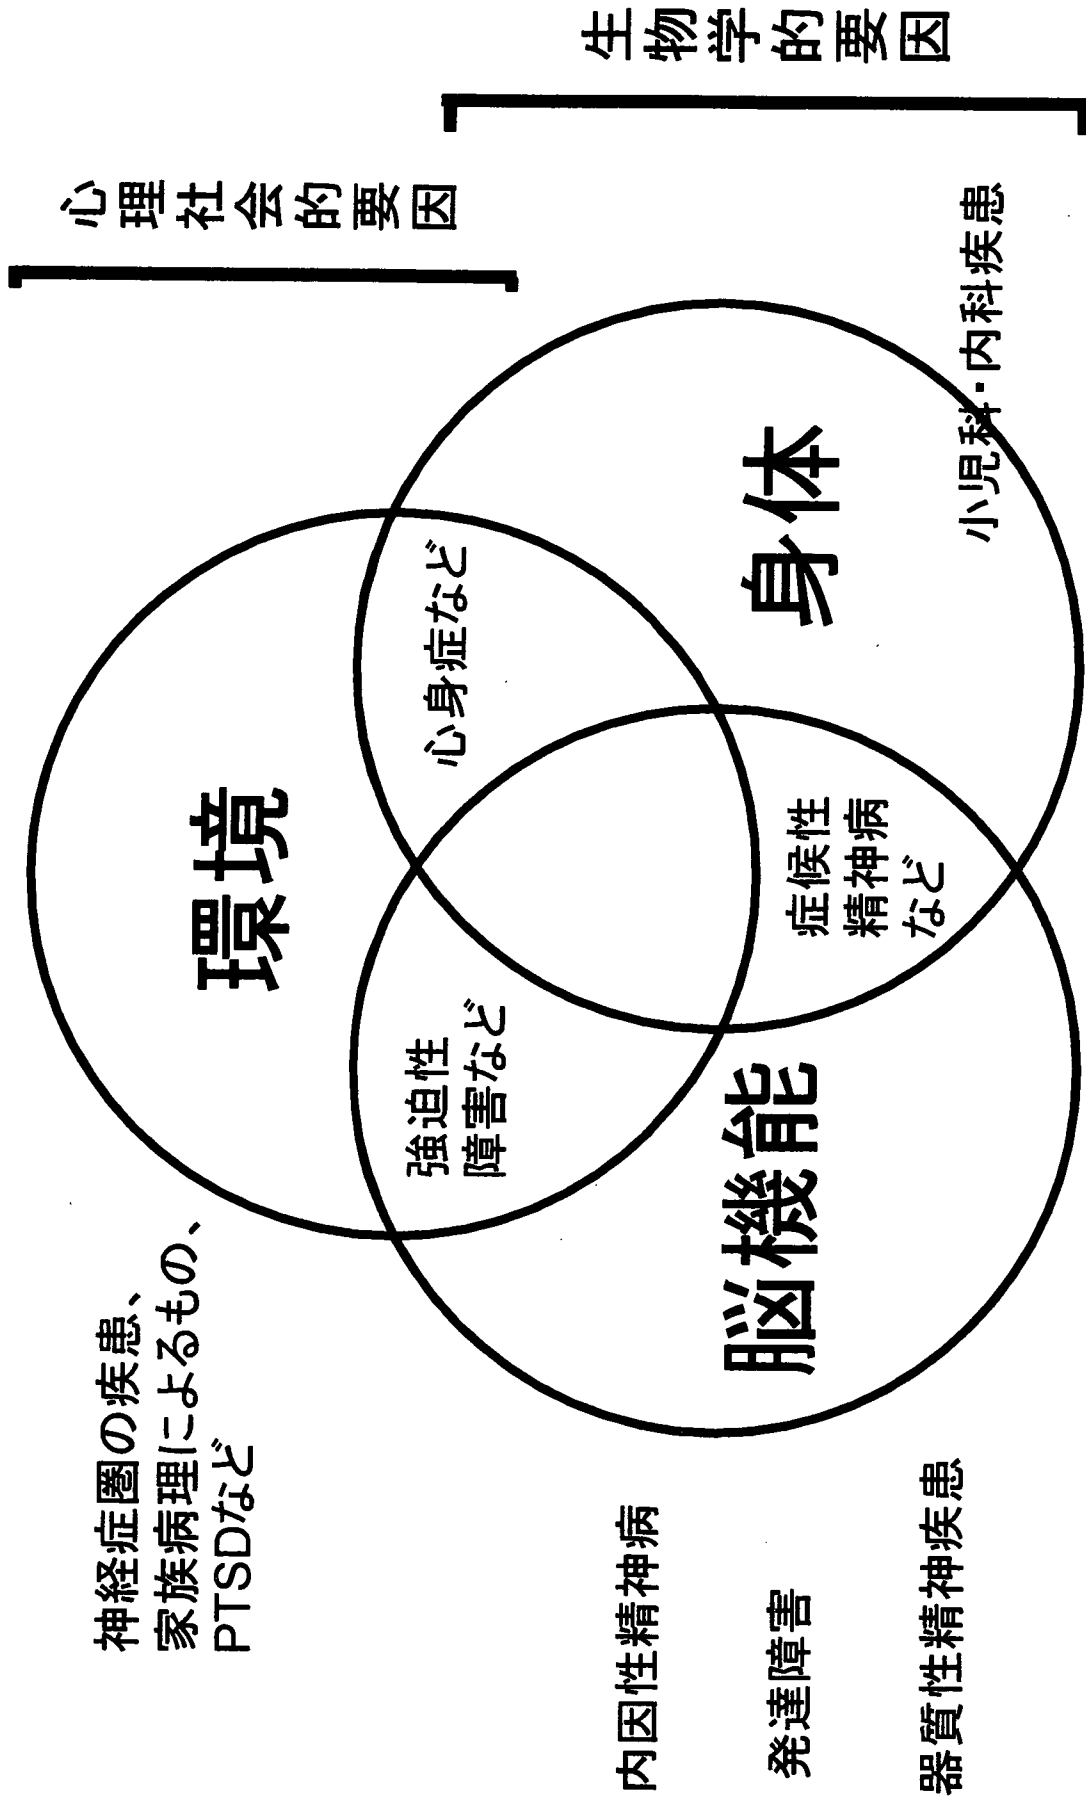 神経症圏の疾患、
家族病理によるもの、
PTSDなど
環境
心理社会的要因
強迫性
障害など
心身症など
内因性精神病
発達障害
器質性精神疾患
脳機能
症候性
精神病
など
身体
小児科・内科疾患
生物学的要因